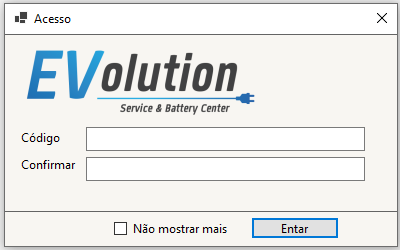 Acesso
EVolution
Service & Battery Center
Código
Confirmar
Não mostrar mais
Entar